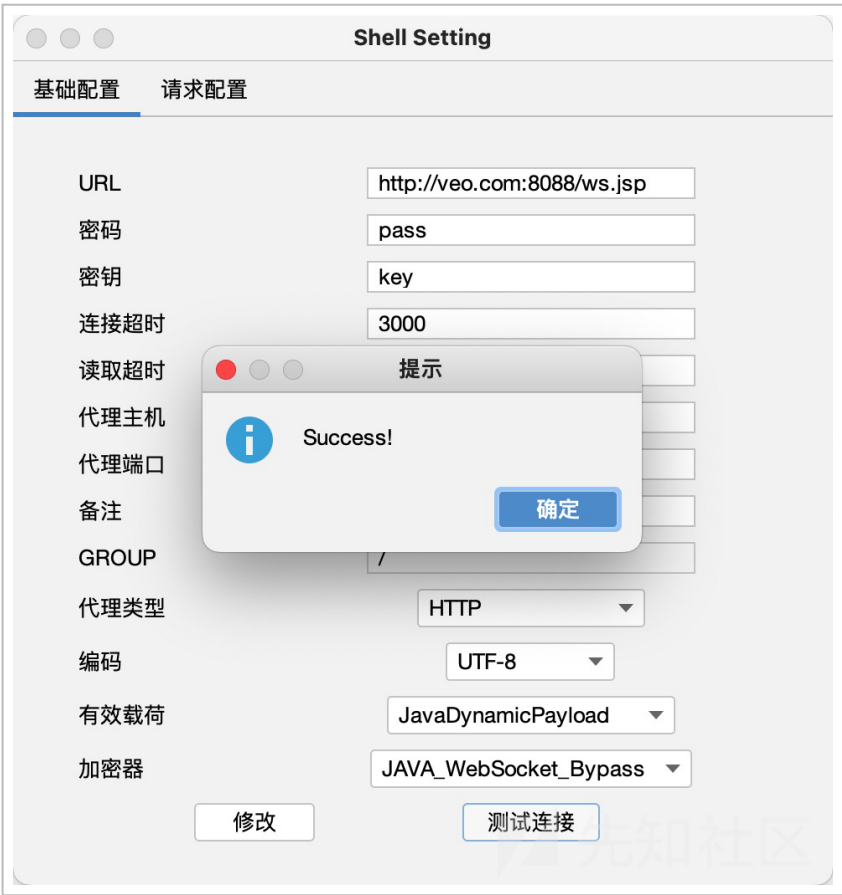 Shell Setting
基础配置 请求配置
URL http://veo.com:8088/ws.jsp
密码 pass
密钥 key
连接超时 3000
读取超时
提示
代理主机
Success!
代理端口
备注
确定
GROUP /
代理类型 HTTP
编码 UTF-8
有效载荷 JavaDynamicPayload
加密器 JAVA_WebSocket_Bypass
修改 测试连接
先知社区